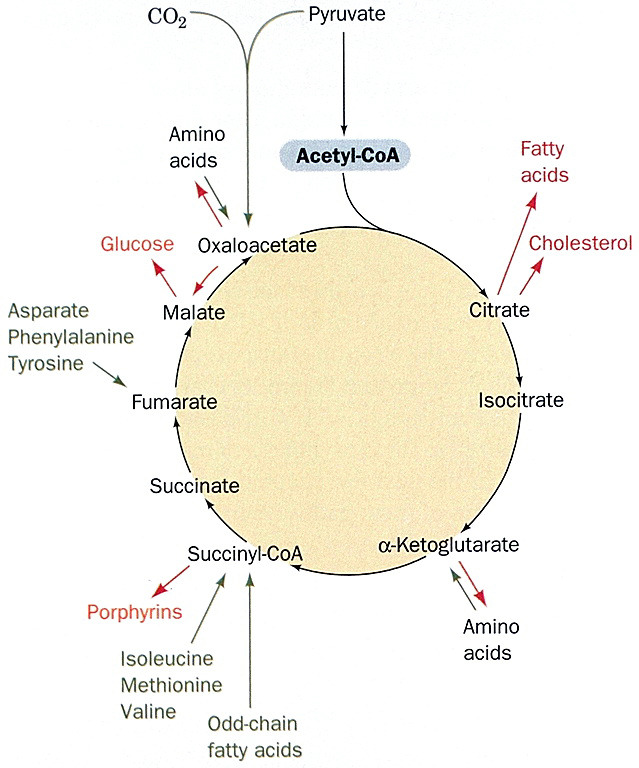 CO2
Pyruvate
Amino
acids
Acetyl-CoA
Fatty
acids
Glucose
Oxaloacetate
Cholesterol
Asparate
Phenylalanine
Tyrosine
Malate
Citrate
Fumarate
Isocitrate
Succinate
Succinyl-CoA
α-Ketoglutarate
Porphyrins
Amino
acids
Isoleucine
Methionine
Valine
Odd-chain
fatty acids